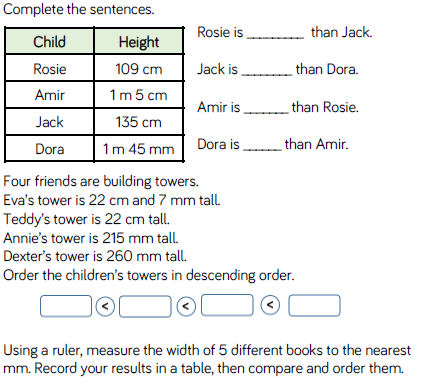 Complete the sentences.
Child Height
Rosie 109 cm
Amir 1 m 5 cm
Jack 135 cm
Dora 1 m 45 mm
Rosie is ________ than Jack.
Jack is ________ than Dora.
Amir is _______ than Rosie.
Dora is ______ than Amir.
Four friends are building towers.
Eva's tower is 22 cm and 7 mm tall.
Teddy's tower is 22 cm tall.
Annie's tower is 215 mm tall.
Dexter's tower is 260 mm tall.
Order the children's towers in descending order.
< < <
Using a ruler, measure the width of 5 different books to the nearest
mm. Record your results in a table, then compare and order them.